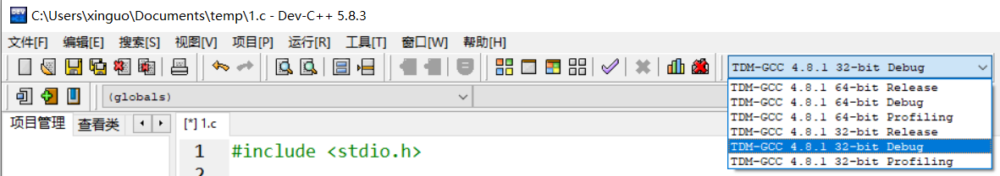 C:\Users\xinguo\Documents\temp\1.c - Dev-C++ 5.8.3
文件[F] 编辑[E] 搜索[S] 视图[V] 项目[P] 运行[R] 工具[T] 窗口[W] 帮助[H]
TDM-GCC 4.8.1 32-bit Debug
(globals)
TDM-GCC 4.8.1 64-bit Release
TDM-GCC 4.8.1 64-bit Debug
TDM-GCC 4.8.1 64-bit Profiling
TDM-GCC 4.8.1 32-bit Release
TDM-GCC 4.8.1 32-bit Debug
TDM-GCC 4.8.1 32-bit Profiling
项目管理 查看类 [*] 1.c
1 #include <stdio.h>
2